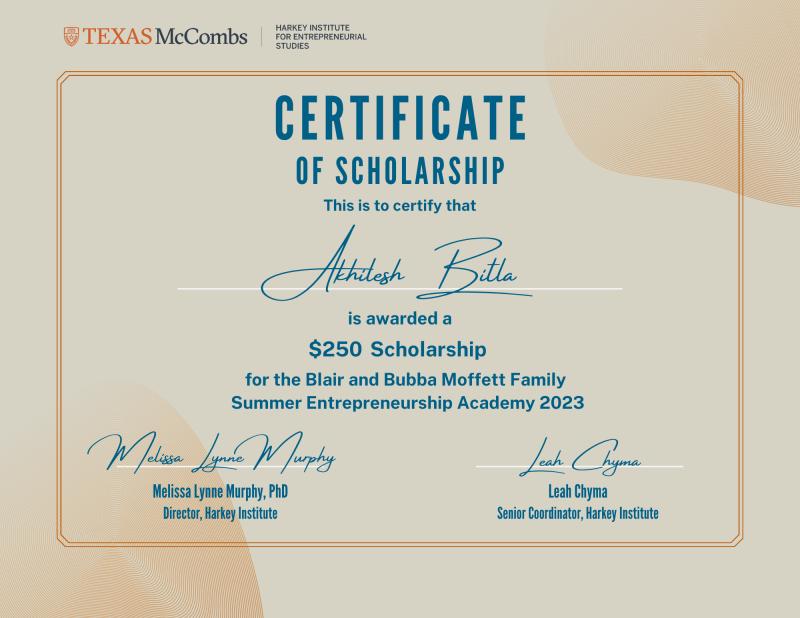 TEXAS McCombs
HARKEY INSTITUTE
FOR ENTREPRENEURIAL
STUDIES
CERTIFICATE
OF SCHOLARSHIP
This is to certify that
Akhilesh Bitla
is awarded a
$250 Scholarship
for the Blair and Bubba Moffett Family
Summer Entrepreneurship Academy 2023
Melissa Lynne Murphy
Leah Chyma
Melissa Lynne Murphy, PhD
Leah Chyma
Director, Harkey Institute
Senior Coordinator, Harkey Institute